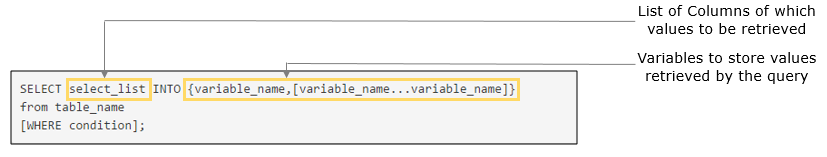 List of Columns of which
values to be retrieved
Variables to store values
retrieved by the query
SELECT select_list INTO {variable_name,[variable_name...variable_name]}
from table_name
[WHERE condition];